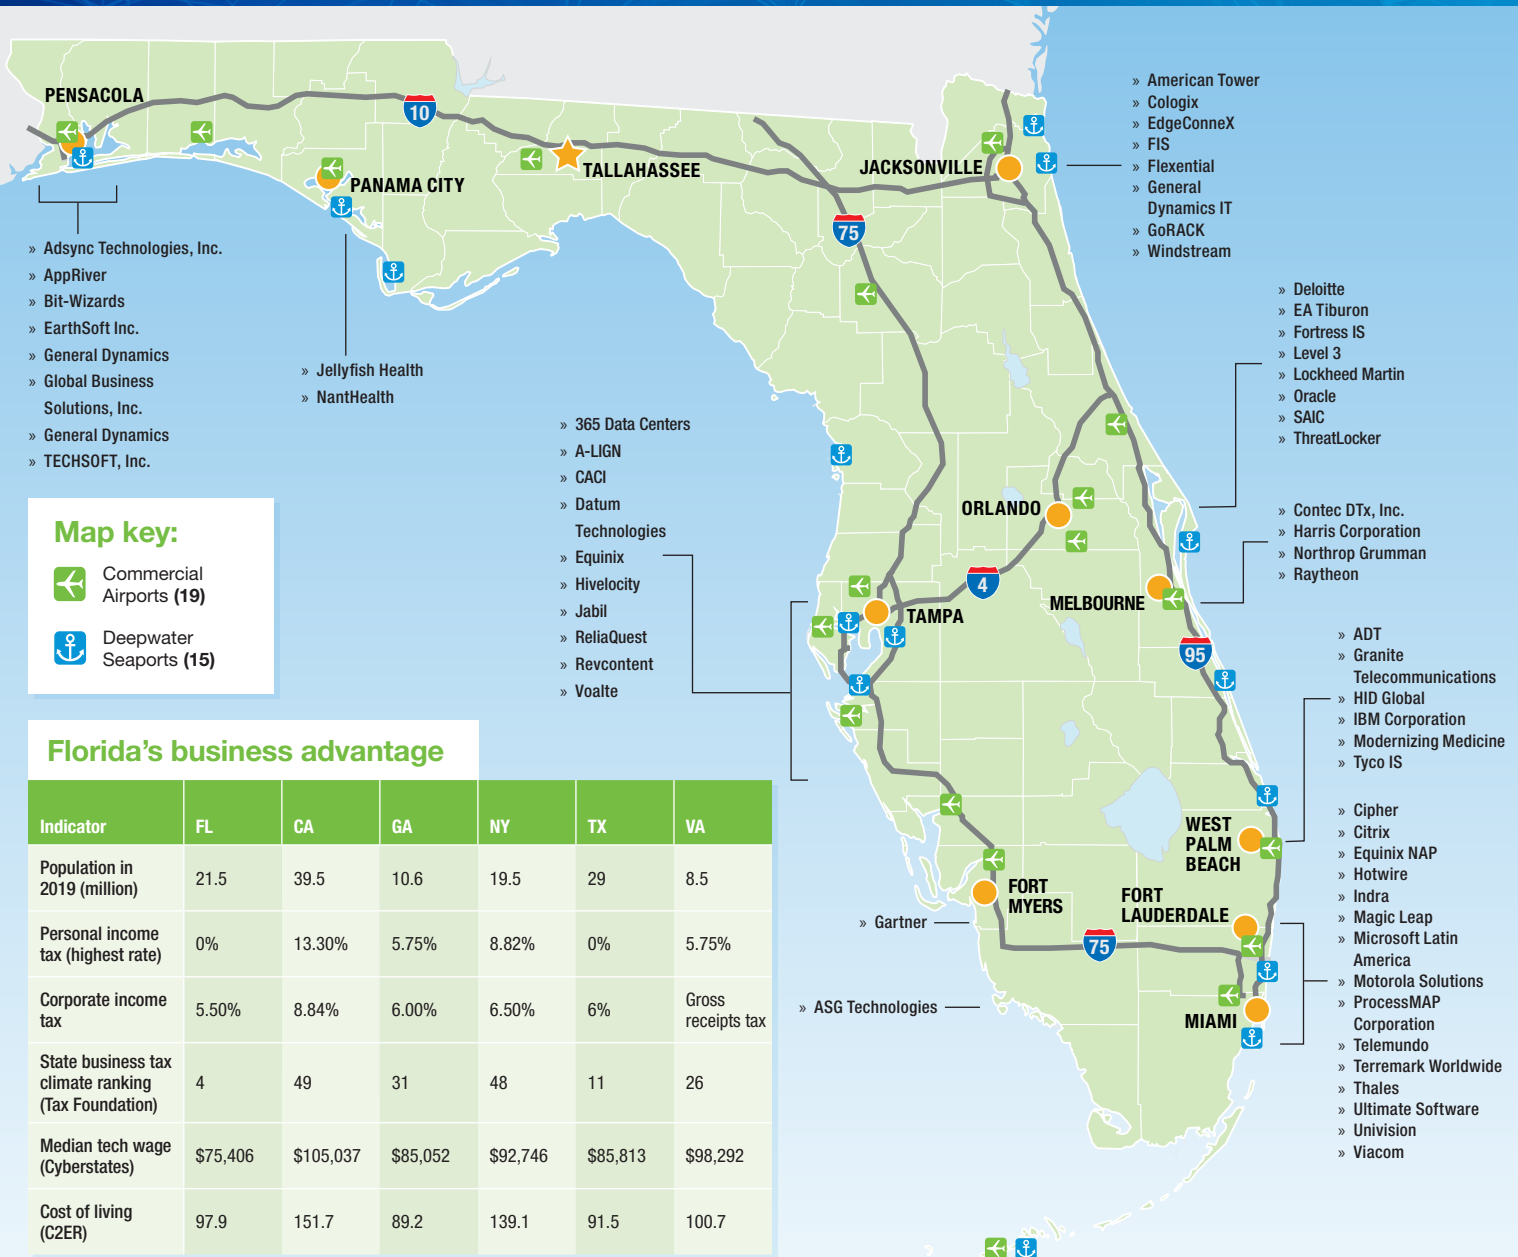 PENSACOLA
10
TALLAHASSEE
PANAMA CITY
JACKSONVILLE
75
» American Tower
» Cologix
» EdgeConneX
» FIS
» Flexential
» General
Dynamics IT
» GoRACK
» Windstream
» Adsync Technologies, Inc.
» AppRiver
» Bit-Wizards
» EarthSoft Inc.
» General Dynamics
» Global Business
Solutions, Inc.
» General Dynamics
» TECHSOFT, Inc.
» Jellyfish Health
» NantHealth
» Deloitte
» EA Tiburon
» Fortress IS
» Level 3
» Lockheed Martin
» Oracle
» SAIC
» ThreatLocker
» 365 Data Centers
» A-LIGN
» CACI
» Datum
Technologies
» Equinix
» Hivelocity
» Jabil
» ReliaQuest
» Revcontent
» Voalte
ORLANDO
4
TAMPA
MELBOURNE
95
» Contec DTx, Inc.
» Harris Corporation
» Northrop Grumman
» Raytheon
Map key:
Commercial
Airports (19)
Deepwater
Seaports (15)
» ADT
» Granite
Telecommunications
» HID Global
» IBM Corporation
» Modernizing Medicine
» Tyco IS
WEST
PALM
BEACH
FORT
MYERS
FORT
LAUDERDALE
75
MIAMI
» Gartner
» ASG Technologies
» Cipher
» Citrix
» Equinix NAP
» Hotwire
» Indra
» Magic Leap
» Microsoft Latin
America
» Motorola Solutions
» ProcessMAP
Corporation
» Telemundo
» Terremark Worldwide
» Thales
» Ultimate Software
» Univision
» Viacom
Florida's business advantage
Indicator FL CA GA NY TX VA
Population in
2019 (million) 21.5 39.5 10.6 19.5 29 8.5
Personal income
tax (highest rate) 0% 13.30% 5.75% 8.82% 0% 5.75%
Corporate income
tax 5.50% 8.84% 6.00% 6.50% 6% Gross
receipts tax
State business tax
climate ranking
(Tax Foundation) 4 49 31 48 11 26
Median tech wage
(Cyberstates) $75,406 $105,037 $85,052 $92,746 $85,813 $98,292
Cost of living
(C2ER) 97.9 151.7 89.2 139.1 91.5 100.7